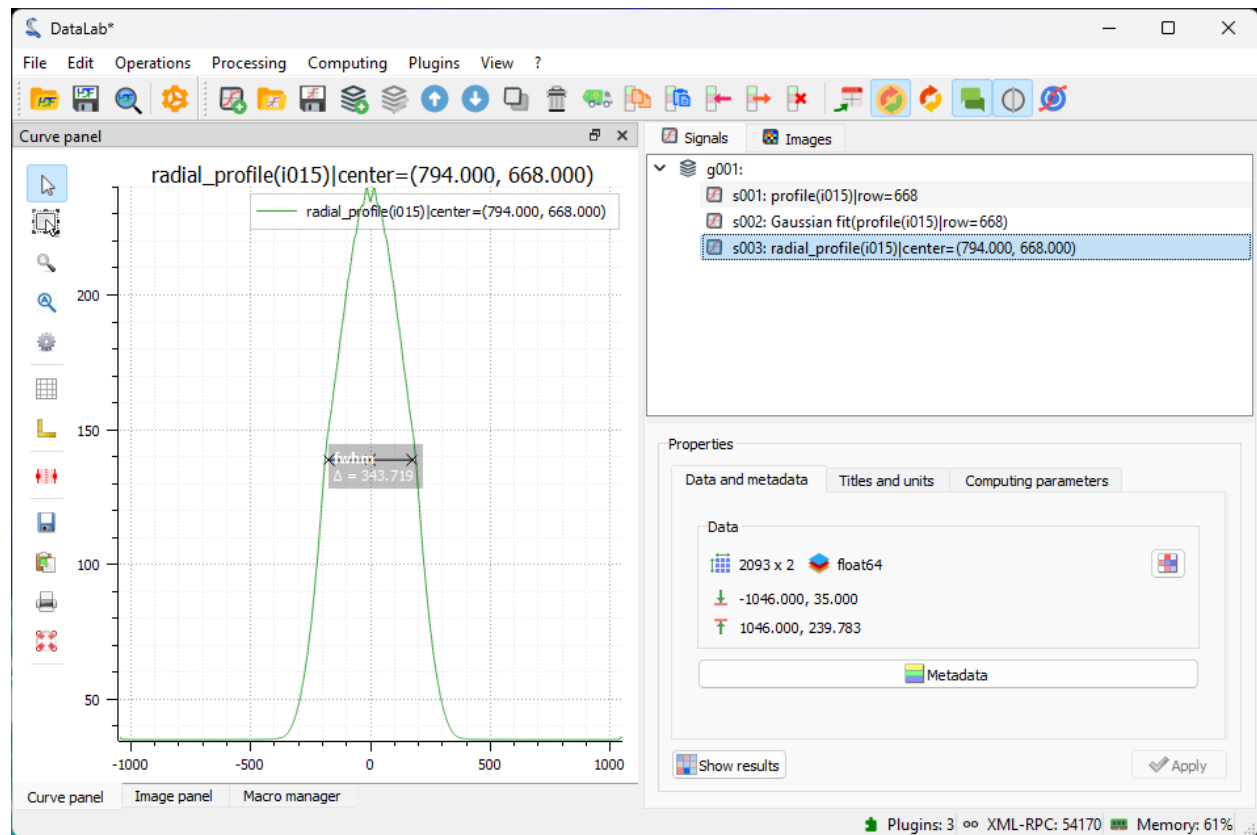 DataLab*
File Edit Operations Processing Computing Plugins View ?
Curve panel
radial_profile(i015)|center=(794.000, 668.000)
radial_profile(i015)|center=(794.000, 668.000)
200
150
100
50
fwhm
Δ = 343.719
-1000 -500 0 500 1000
Curve panel Image panel Macro manager
Signals Images
g001:
s001: profile(i015)|row=668
s002: Gaussian fit(profile(i015)|row=668)
s003: radial_profile(i015)|center=(794.000, 668.000)
Properties
Data and metadata Titles and units Computing parameters
Data
2093 x 2 float64
-1046.000, 35.000
1046.000, 239.783
Metadata
Show results Apply
Plugins: 3 XML-RPC: 54170 Memory: 61%